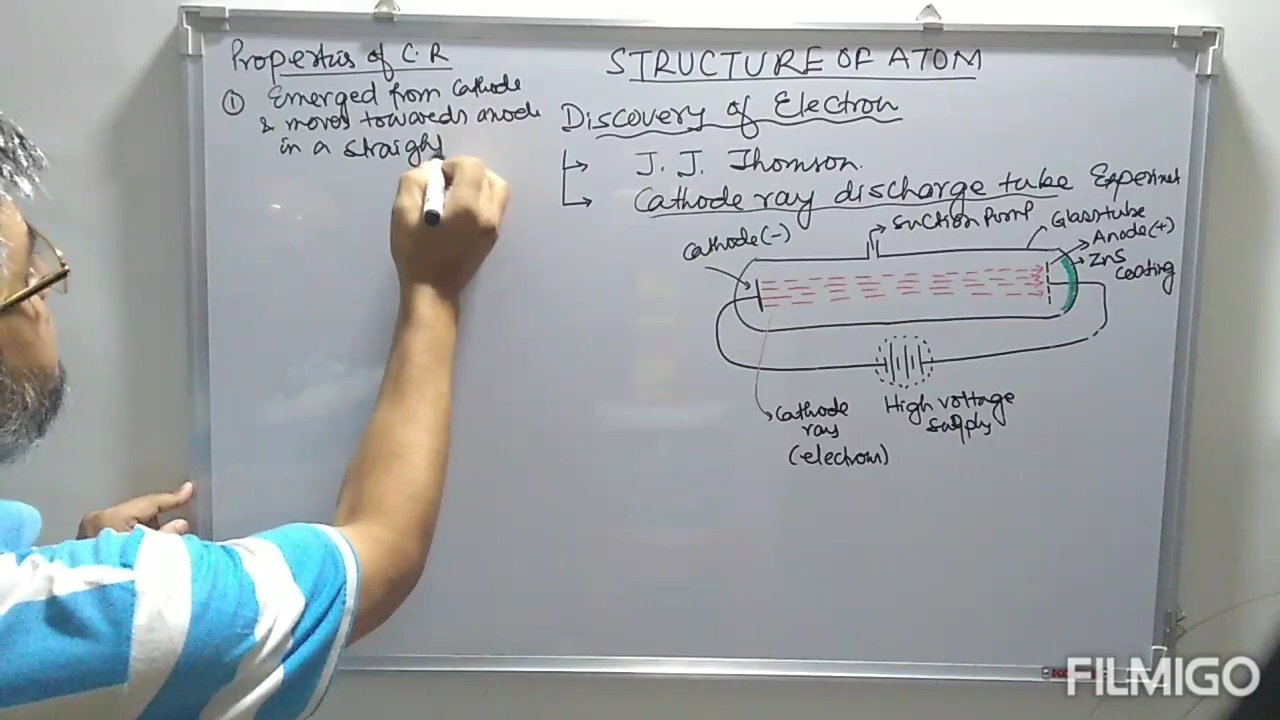 Properties of C.R
① Emerged from Cathode
& moves towards anode
in a straigh
STRUCTURE OF ATOM
Discovery of Electron
J. J. Thomson.
Cathode ray discharge tube Experiment
Cathode (-)
Suction Pump
Glass tube
Anode (+)
ZnS
Coating
Cathode
ray
(electron)
High voltage
supply
FILMIGO